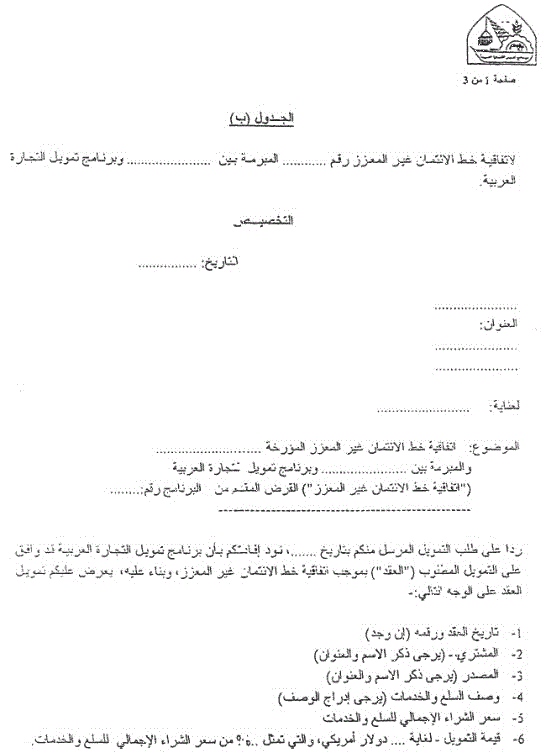 صفحة 1 من 3
الجدول (ب)
لاتفاقية خط الائتمان غير المعزز رقم ............ المبرمة بين ........................ وبرنامج تمويل التجارة
العربية.
التخصيص
التاريخ: ................
......................
العنوان:
......................
......................
لعناية: ........................
الموضوع: اتفاقية خط الائتمان غير المعزز المؤرخة ............................
والمبرمة بين ....................... وبرنامج تمويل التجارة العربية
("اتفاقية خط الائتمان غير المعزز") القرض المقدم من البرنامج رقم:........
------------------------------------------------
ردا على طلب التمويل المرسل منكم بتاريخ .......، نود إفادتكم بأن برنامج تمويل التجارة العربية قد وافق
على التمويل المطلوب ("العقد") بموجب اتفاقية خط الائتمان غير المعزز، وبناء عليه، يعرض عليكم تمويل
العقد على الوجه التالي:-
1- تاريخ العقد ورقمه (إن وجد)
2- المشتري:- (يرجى ذكر الاسم والعنوان)
3- المصدر (يرجى ذكر الاسم والعنوان)
4- وصف السلع والخدمات (يرجى إدراج الوصف)
5- سعر الشراء الإجمالي للسلع والخدمات
6- قيمة التمويل - لغاية .... دولار أمريكي، والتي تمثل ..% من سعر الشراء الإجمالي للسلع والخدمات.